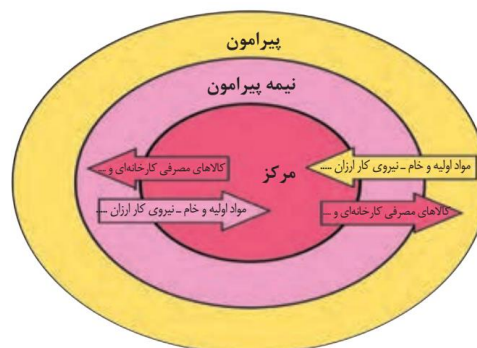 پیرامون
نیمه پیرامون
مرکز
مواد اولیه و خام ـ نیروی کار ارزان .....
کالاهای مصرفی کارخانه‌ای و ...
مواد اولیه و خام ـ نیروی کار ارزان .....
کالاهای مصرفی کارخانه‌ای و ...